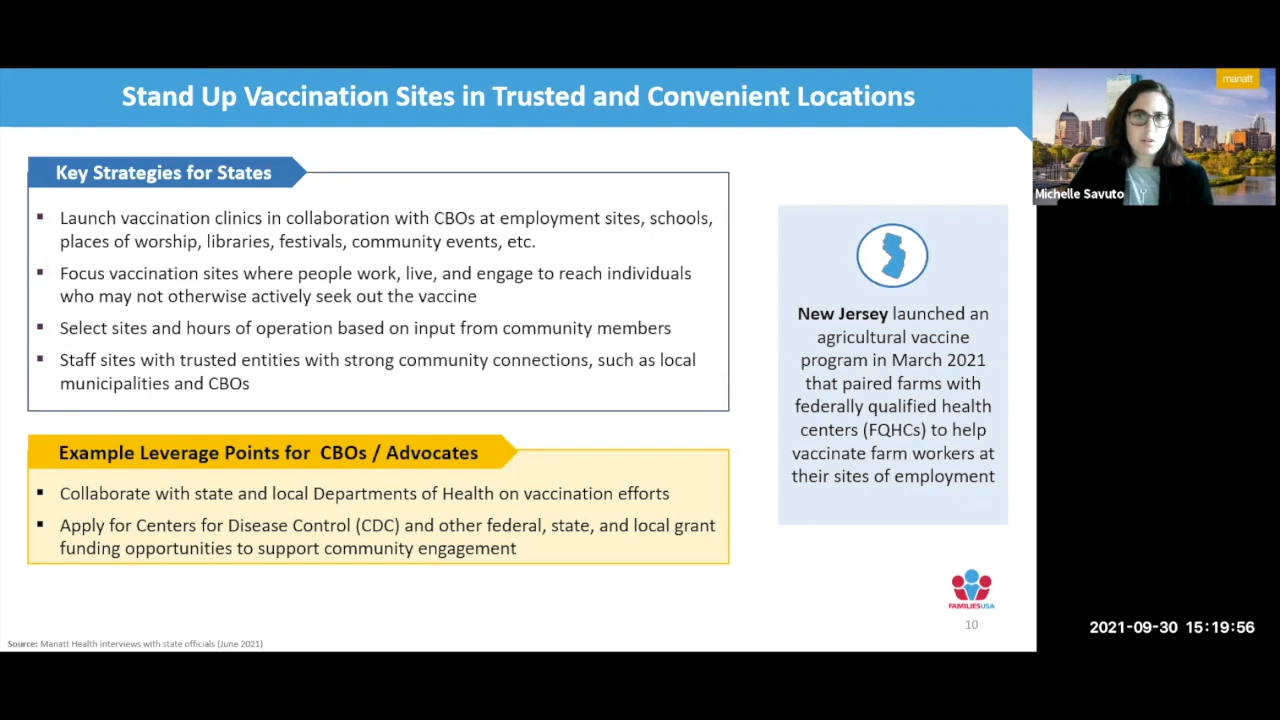 Stand Up Vaccination Sites in Trusted and Convenient Locations
manatt
Michelle Savuto
Key Strategies for States
▪ Launch vaccination clinics in collaboration with CBOs at employment sites, schools,
places of worship, libraries, festivals, community events, etc.
▪ Focus vaccination sites where people work, live, and engage to reach individuals
who may not otherwise actively seek out the vaccine
▪ Select sites and hours of operation based on input from community members
▪ Staff sites with trusted entities with strong community connections, such as local
municipalities and CBOs
Example Leverage Points for CBOs / Advocates
▪ Collaborate with state and local Departments of Health on vaccination efforts
▪ Apply for Centers for Disease Control (CDC) and other federal, state, and local grant
funding opportunities to support community engagement
New Jersey launched an
agricultural vaccine
program in March 2021
that paired farms with
federally qualified health
centers (FQHCs) to help
vaccinate farm workers at
their sites of employment
FAMILIESUSA
10
2021-09-30 15:19:56
Source: Manatt Health interviews with state officials (June 2021)